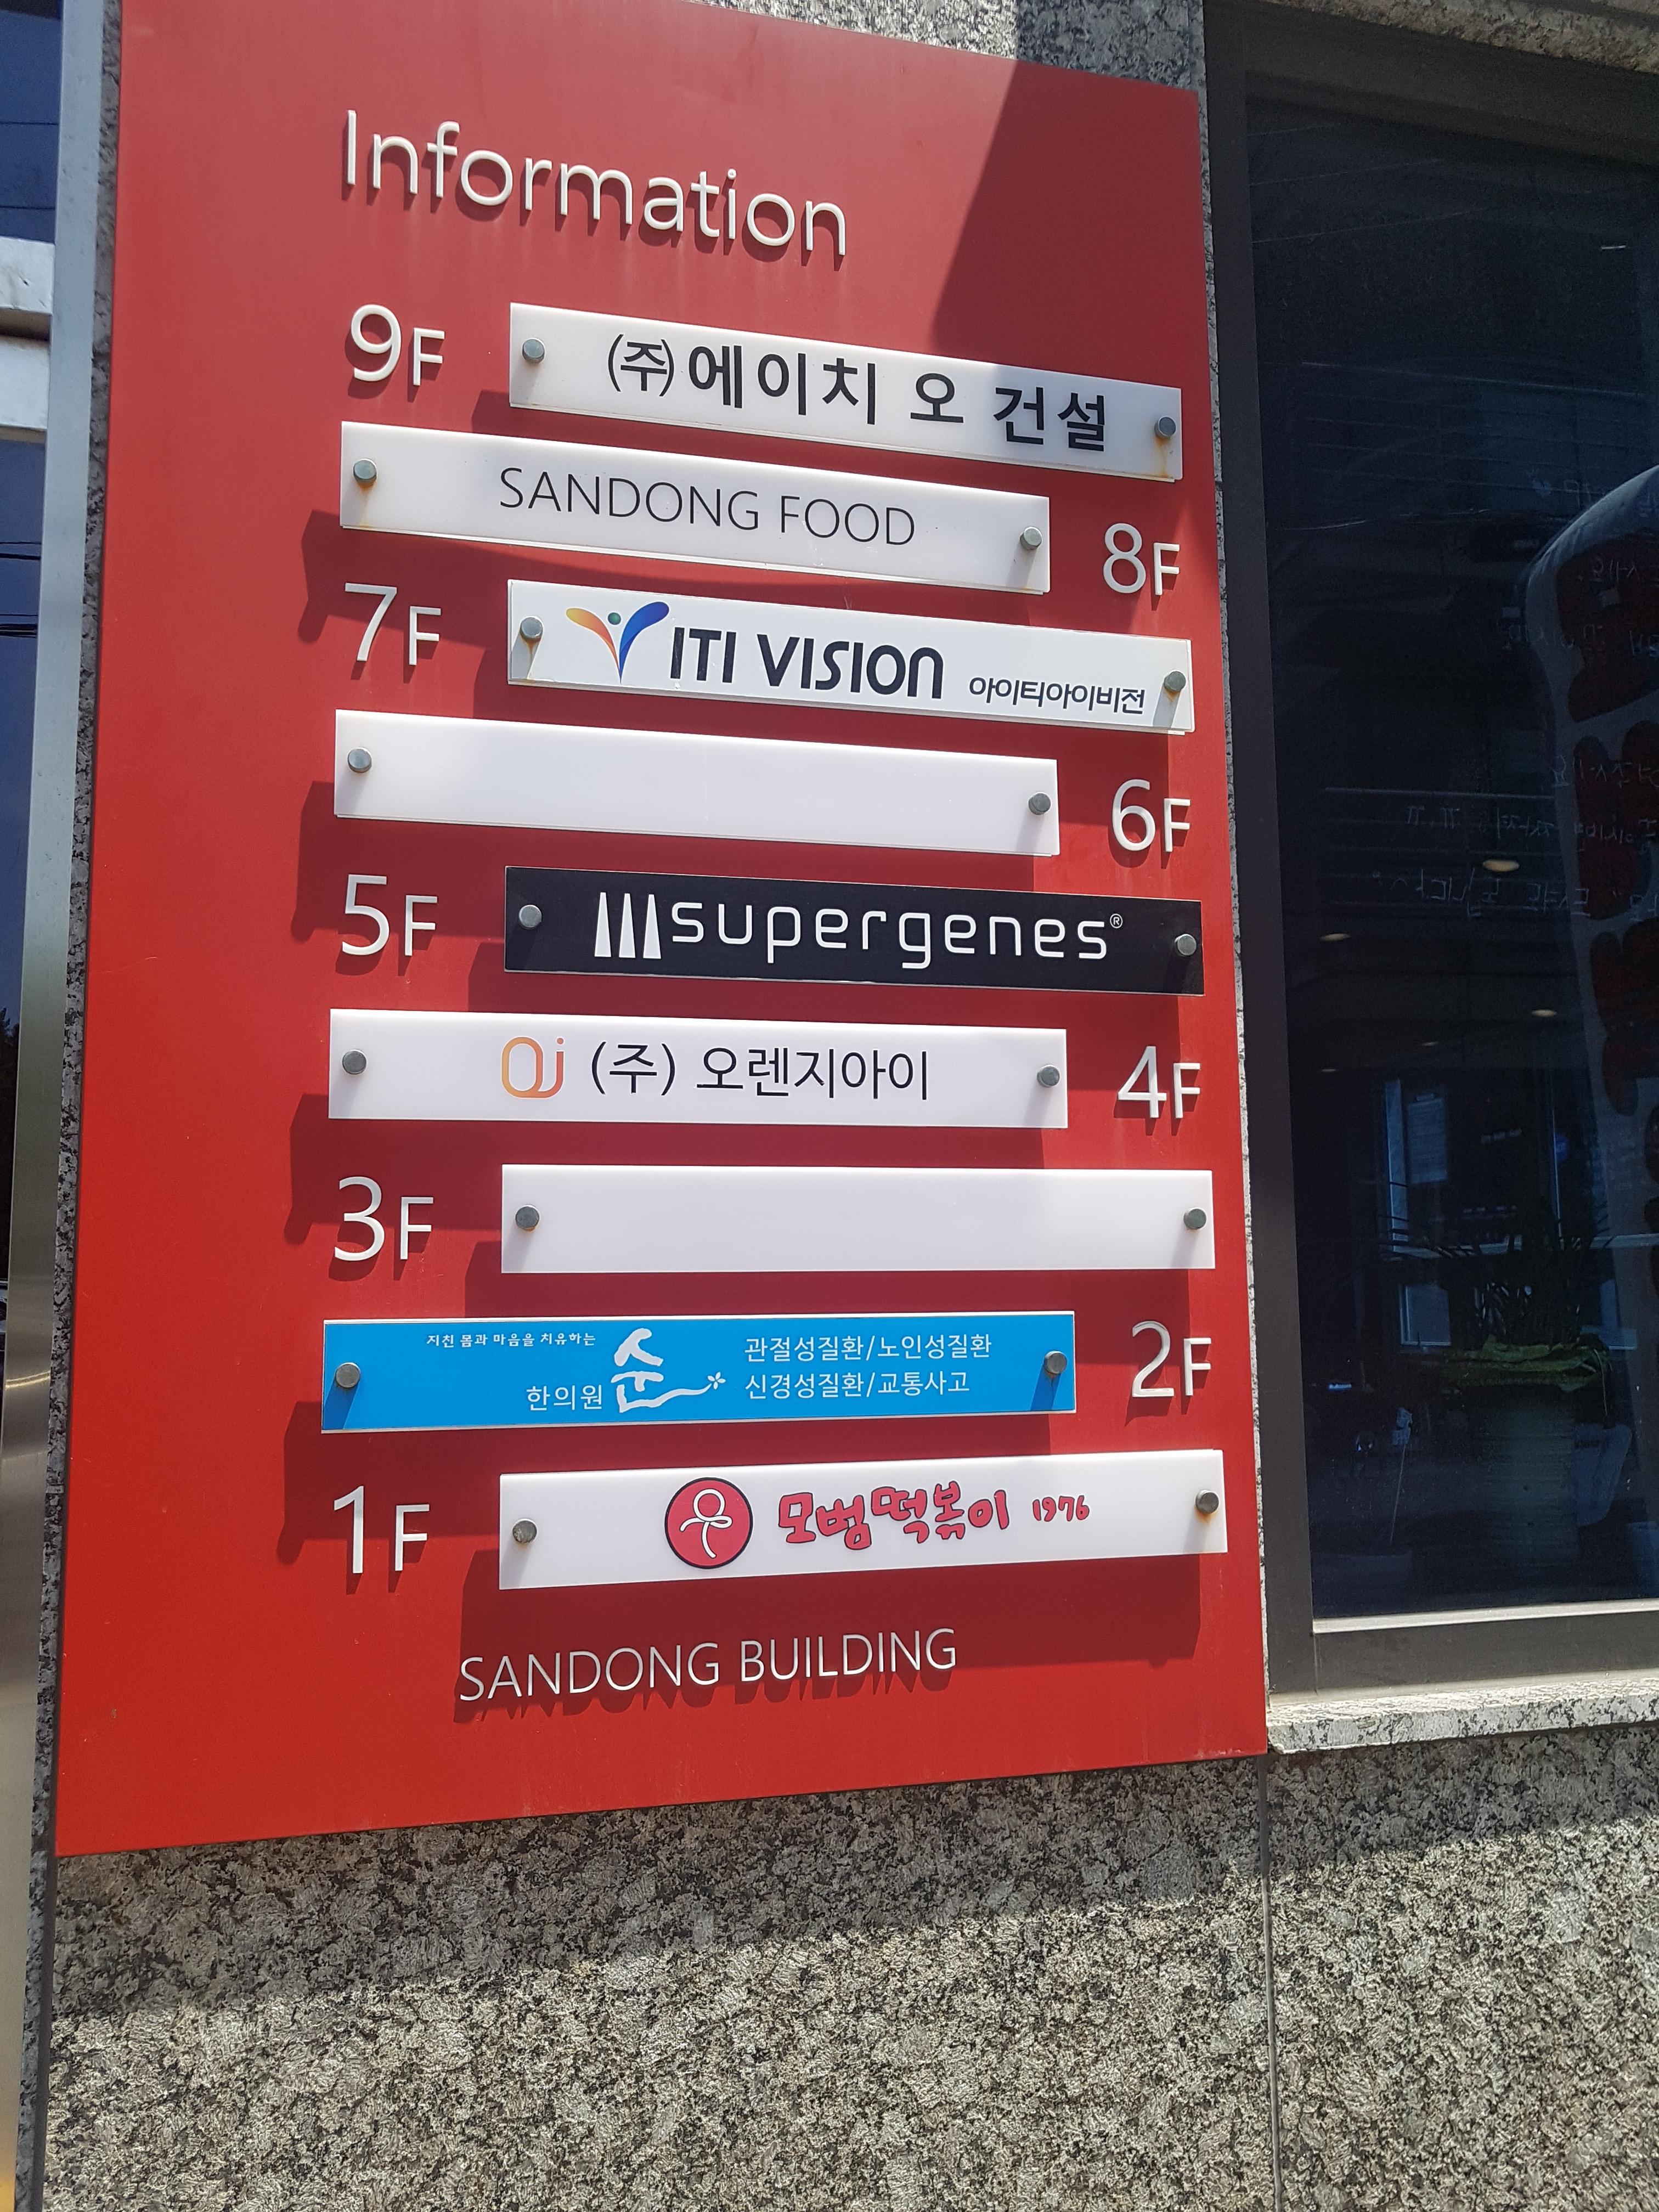 Information
9F
㈜에이치 오 건설
SANDONG FOOD
8F
7F
ITI VISION 아이티아이비전
6F
5F
supergenes®
Oj (주) 오렌지아이
4F
3F
지친 몸과 마음을 치유하는
한의원 순
관절성질환/노인성질환
신경성질환/교통사고
2F
1F
모범떡볶이 1976
SANDONG BUILDING